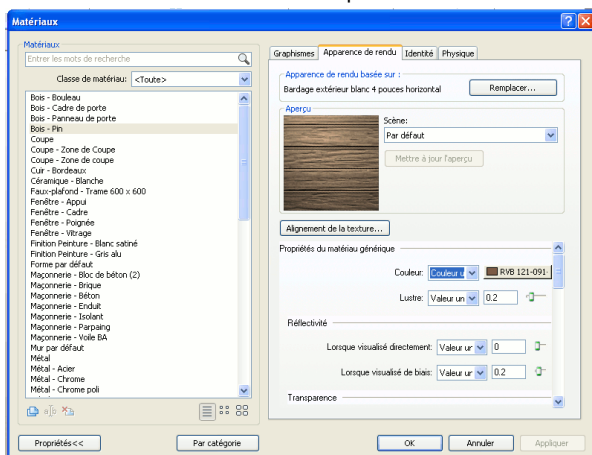 Matériaux
Matériaux
Entrer les mots de recherche
Classe de matériau: <Toute>
Bois - Bouleau
Bois - Cadre de porte
Bois - Panneau de porte
Bois - Pin
Coupe
Coupe - Zone de Coupe
Coupe - Zone de coupe
Cuir - Bordeaux
Céramique - Blanche
Faux-plafond - Trame 600 x 600
Fenêtre - Appui
Fenêtre - Cadre
Fenêtre - Poignée
Fenêtre - Vitrage
Finition Peinture - Blanc satiné
Finition Peinture - Gris alu
Forme par défaut
Maçonnerie - Bloc de béton (2)
Maçonnerie - Brique
Maçonnerie - Béton
Maçonnerie - Enduit
Maçonnerie - Isolant
Maçonnerie - Parpaing
Maçonnerie - Voile BA
Mur par défaut
Métal
Métal - Acier
Métal - Chrome
Métal - Chrome poli
Propriétés<<
Par catégorie
Graphismes Apparence de rendu Identité Physique
Apparence de rendu basée sur :
Bardage extérieur blanc 4 pouces horizontal Remplacer...
Aperçu
Scène:
Par défaut
Mettre à jour l'aperçu
Alignement de la texture...
Propriétés du matériau générique
Couleur: Couleur u RVB 121-091-
Lustre: Valeur un 0.2
Réflectivité
Lorsque visualisé directement: Valeur ur 0
Lorsque visualisé de biais: Valeur ur 0.2
Transparence
OK Annuler Appliquer